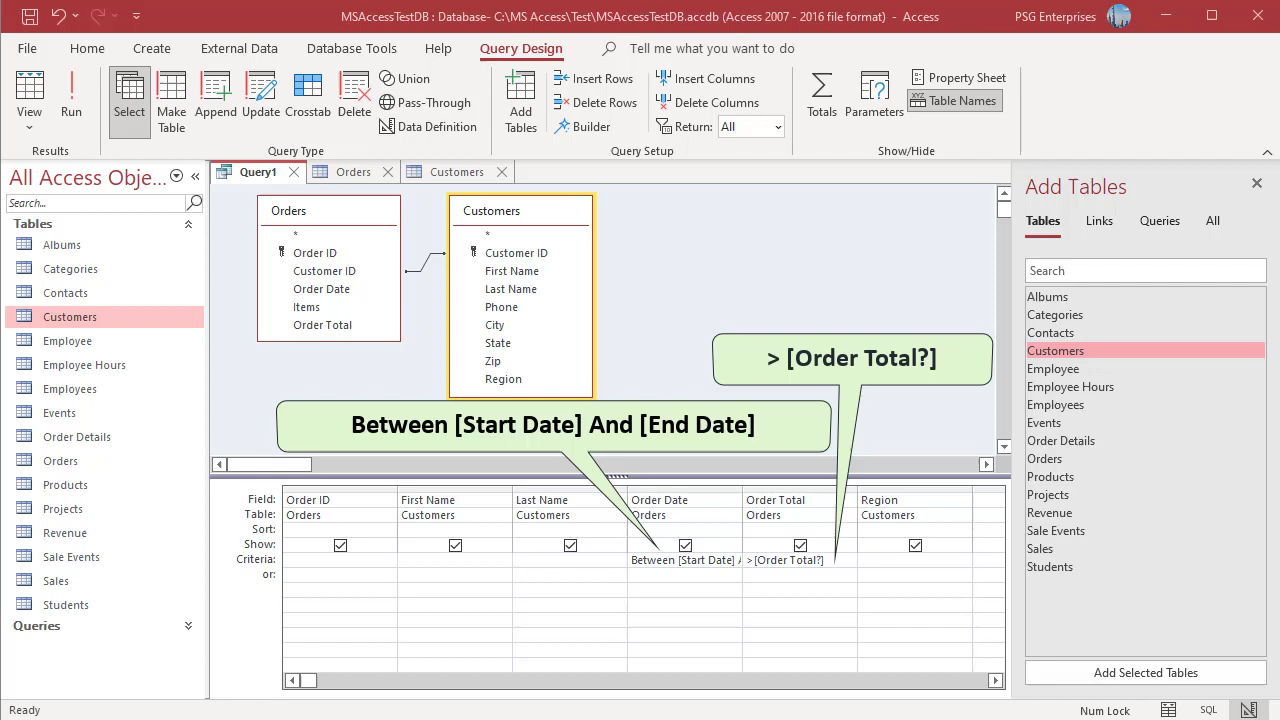 MSAccessTestDB : Database- C:\MS Access\Test\MSAccessTestDB.accdb (Access 2007 - 2016 file format) - Access
PSG Enterprises
File
Home
Create
External Data
Database Tools
Help
Query Design
Tell me what you want to do
View
Run
Select
Make
Table
Append
Update
Crosstab
Delete
Union
Pass-Through
Data Definition
Add
Tables
Insert Rows
Delete Rows
Builder
Insert Columns
Delete Columns
Return:
All
Totals
Parameters
Property Sheet
XYZ
Table Names
Results
Query Type
Query Setup
Show/Hide
All Access Obje...
Search...
Tables
Albums
Categories
Contacts
Customers
Employee
Employee Hours
Employees
Events
Order Details
Orders
Products
Projects
Revenue
Sale Events
Sales
Students
Queries
Query1
Orders
Customers
Orders
*
Order ID
Customer ID
Order Date
Items
Order Total
Customers
*
Customer ID
First Name
Last Name
Phone
City
State
Zip
Region
> [Order Total?]
Between [Start Date] And [End Date]
Field: Order ID First Name Last Name Order Date Order Total Region
Table: Orders Customers Customers Orders Orders Customers
Sort:
Show:
Criteria: Between [Start Date] A >[Order Total?]
or:
Add Tables
Tables
Links
Queries
All
Search
Albums
Categories
Contacts
Customers
Employee
Employee Hours
Employees
Events
Order Details
Orders
Products
Projects
Revenue
Sale Events
Sales
Students
Add Selected Tables
Ready
Num Lock
SQL